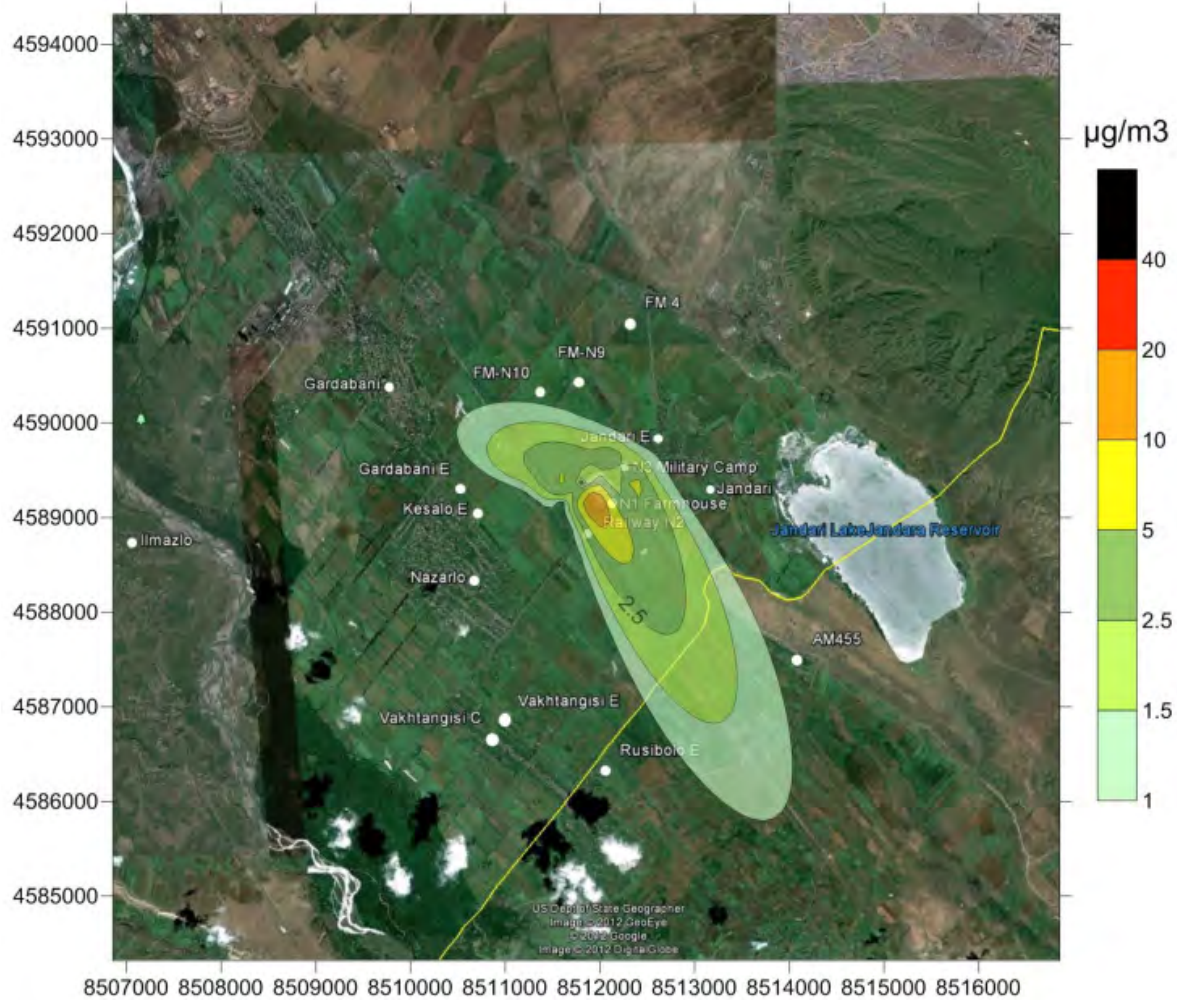 4594000
4593000
4592000
4591000
4590000
4589000
4588000
4587000
4586000
4585000
8507000 8508000 8509000 8510000 8511000 8512000 8513000 8514000 8515000 8516000
µg/m3
40
20
10
5
2.5
1.5
1
FM 4
FM-N9
FM-N10
Gardabani
Jandari E
Gardabani E
N2 Military Camp
Jandari
Kesalo E
N1 Farmhouse
Railway N2
Jandari LakeJandara Reservoir
Ilmazlo
Nazarlo
2.5
AM455
Vakhtangisi E
Vakhtangisi C
Rusibolo E
US Dept of State Geographer
Image © 2012 GeoEye
© 2012 Google
Image © 2012 DigitalGlobe